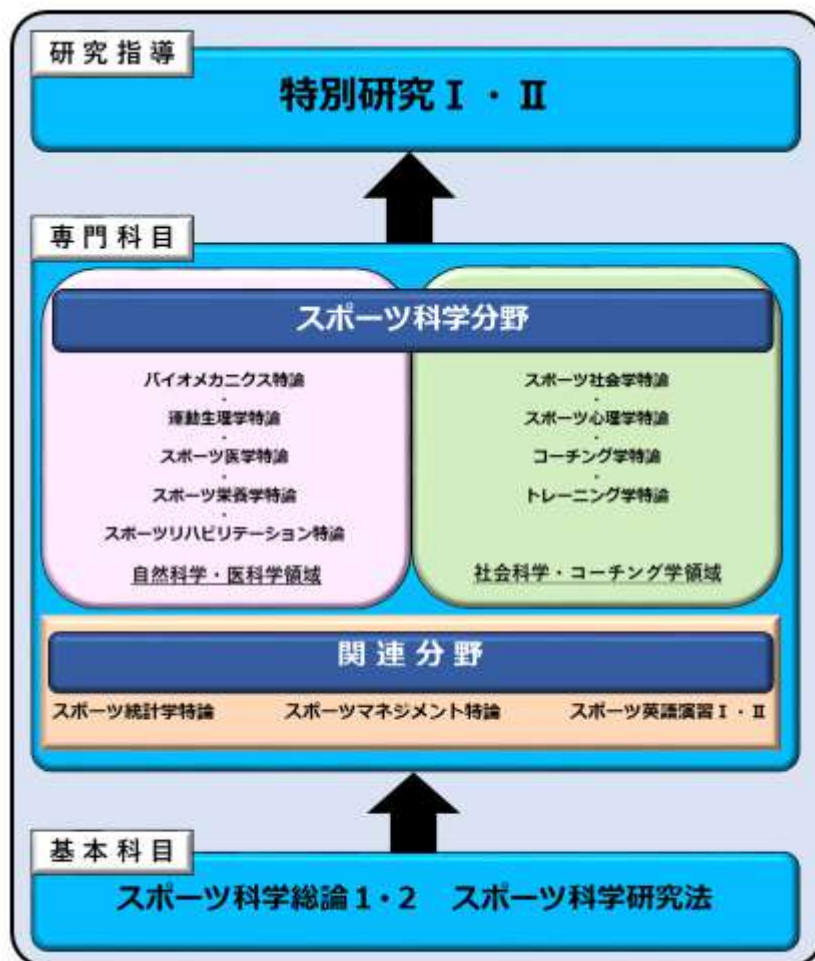 研究指導
特別研究Ⅰ・Ⅱ
専門科目
スポーツ科学分野
バイオメカニクス特論
・
運動生理学特論
・
スポーツ医学特論
・
スポーツ栄養学特論
・
スポーツリハビリテーション特論
自然科学・医科学領域
スポーツ社会学特論
・
スポーツ心理学特論
・
コーチング学特論
・
トレーニング学特論
社会科学・コーチング学領域
関連分野
スポーツ統計学特論 スポーツマネジメント特論 スポーツ英語演習Ⅰ・Ⅱ
基本科目
スポーツ科学総論1・2 スポーツ科学研究法